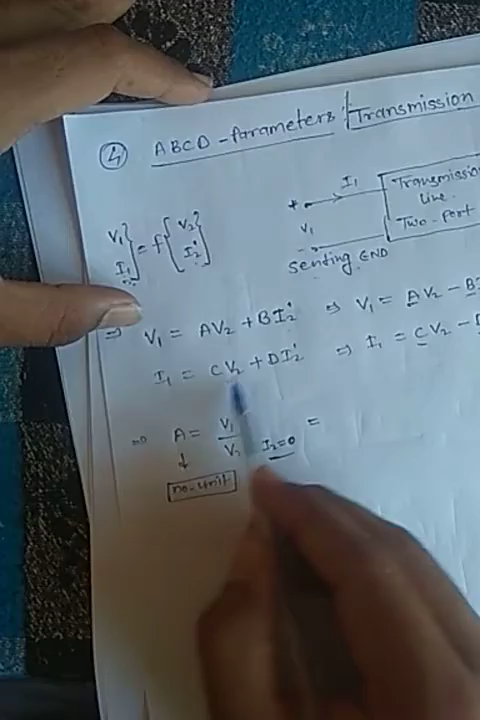 ④ ABCD-Parameters / Transmission
I₁
Transmission
Line
Two-Port
+
V₁
-
Senting END
V₁ } = f { V₂
I₁ } { I₂' }
⇒ V₁ = AV₂ + BI₂' ⇒ V₁ = AV₂ - B
I₁ = CV₂ + DI₂' ⇒ I₁ = CV₂ -
⇒ A = V₁/V₂ I₂=0 =
↓
no-unit